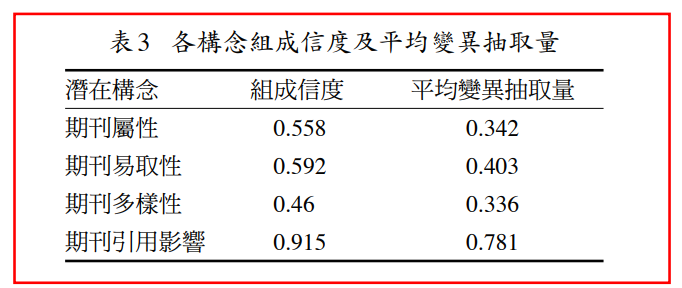 表3 各構念組成信度及平均變異抽取量
潛在構念 組成信度 平均變異抽取量
期刊屬性 0.558 0.342
期刊易取性 0.592 0.403
期刊多樣性 0.46 0.336
期刊引用影響 0.915 0.781